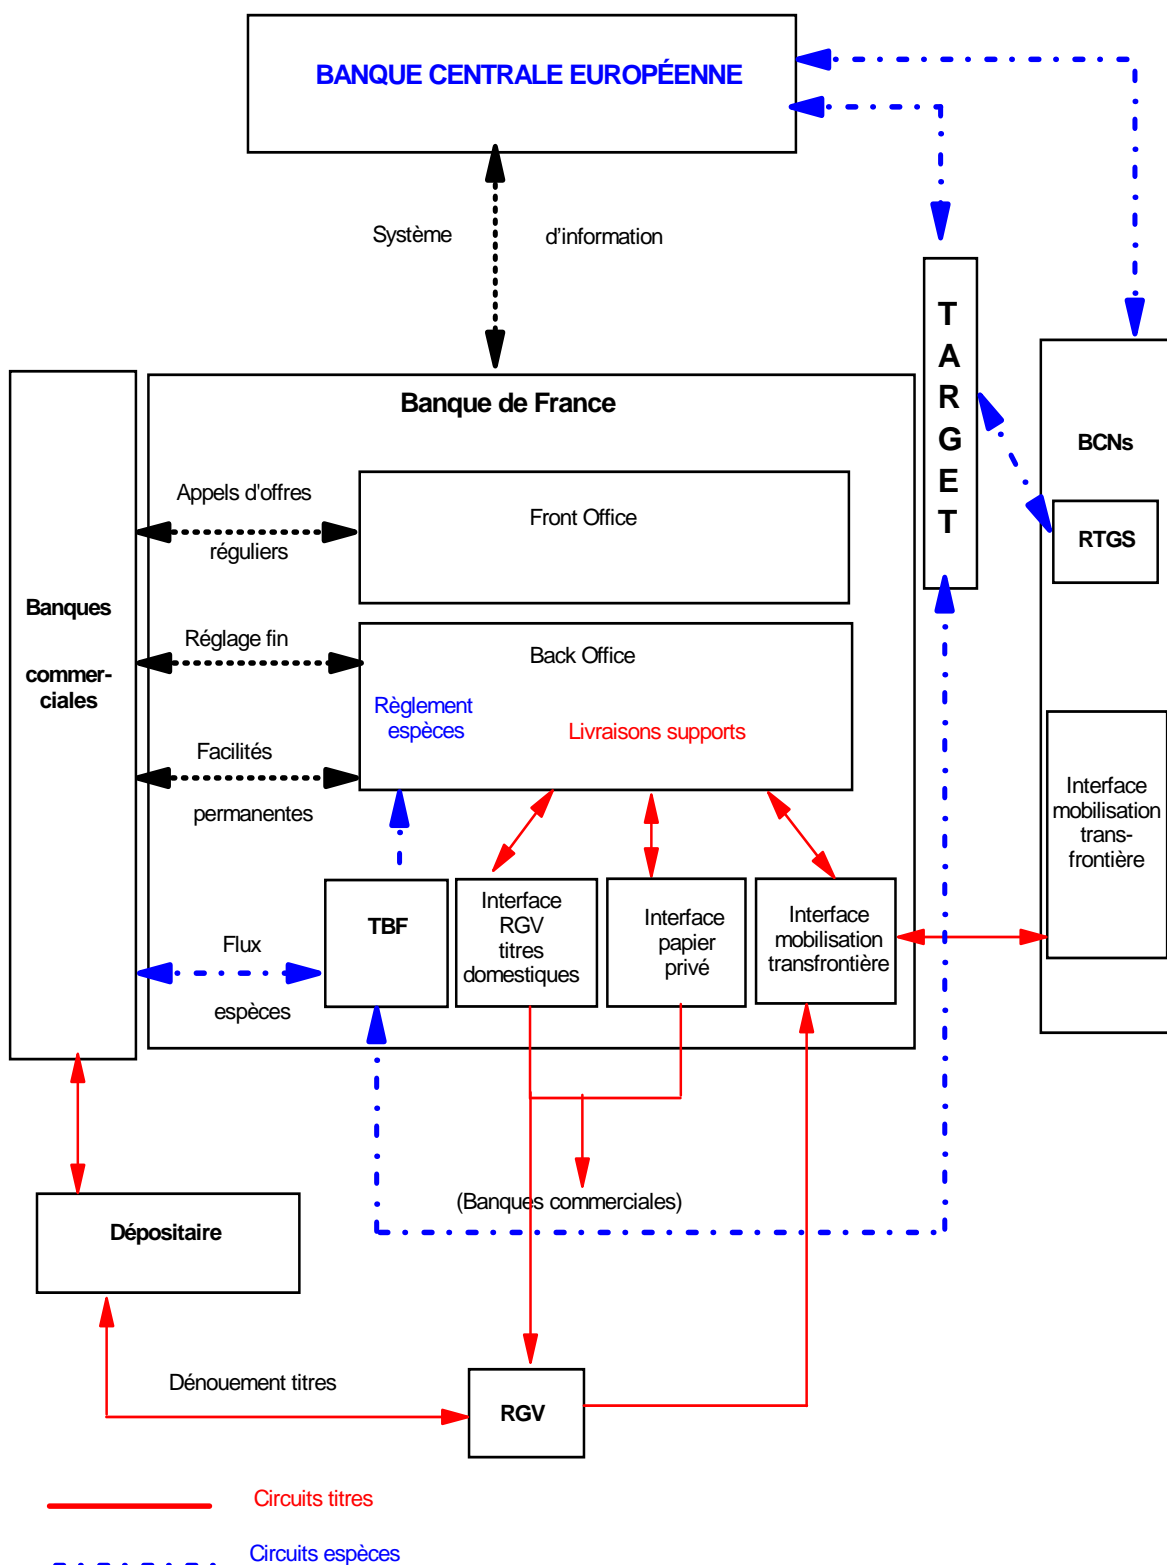 BANQUE CENTRALE EUROPÉENNE
Système
d'information
T
A
R
G
E
T
Banque de France
BCNs
Appels d'offres
réguliers
Front Office
RTGS
Banques
commer-
ciales
Réglage fin
Back Office
Règlement
espèces
Livraisons supports
Facilités
permanentes
Interface
mobilisation
trans-
frontière
TBF
Interface
RGV
titres
domestiques
Interface
papier
privé
Interface
mobilisation
transfrontière
Flux
espèces
(Banques commerciales)
Dépositaire
Dénouement titres
RGV
Circuits titres
Circuits espèces